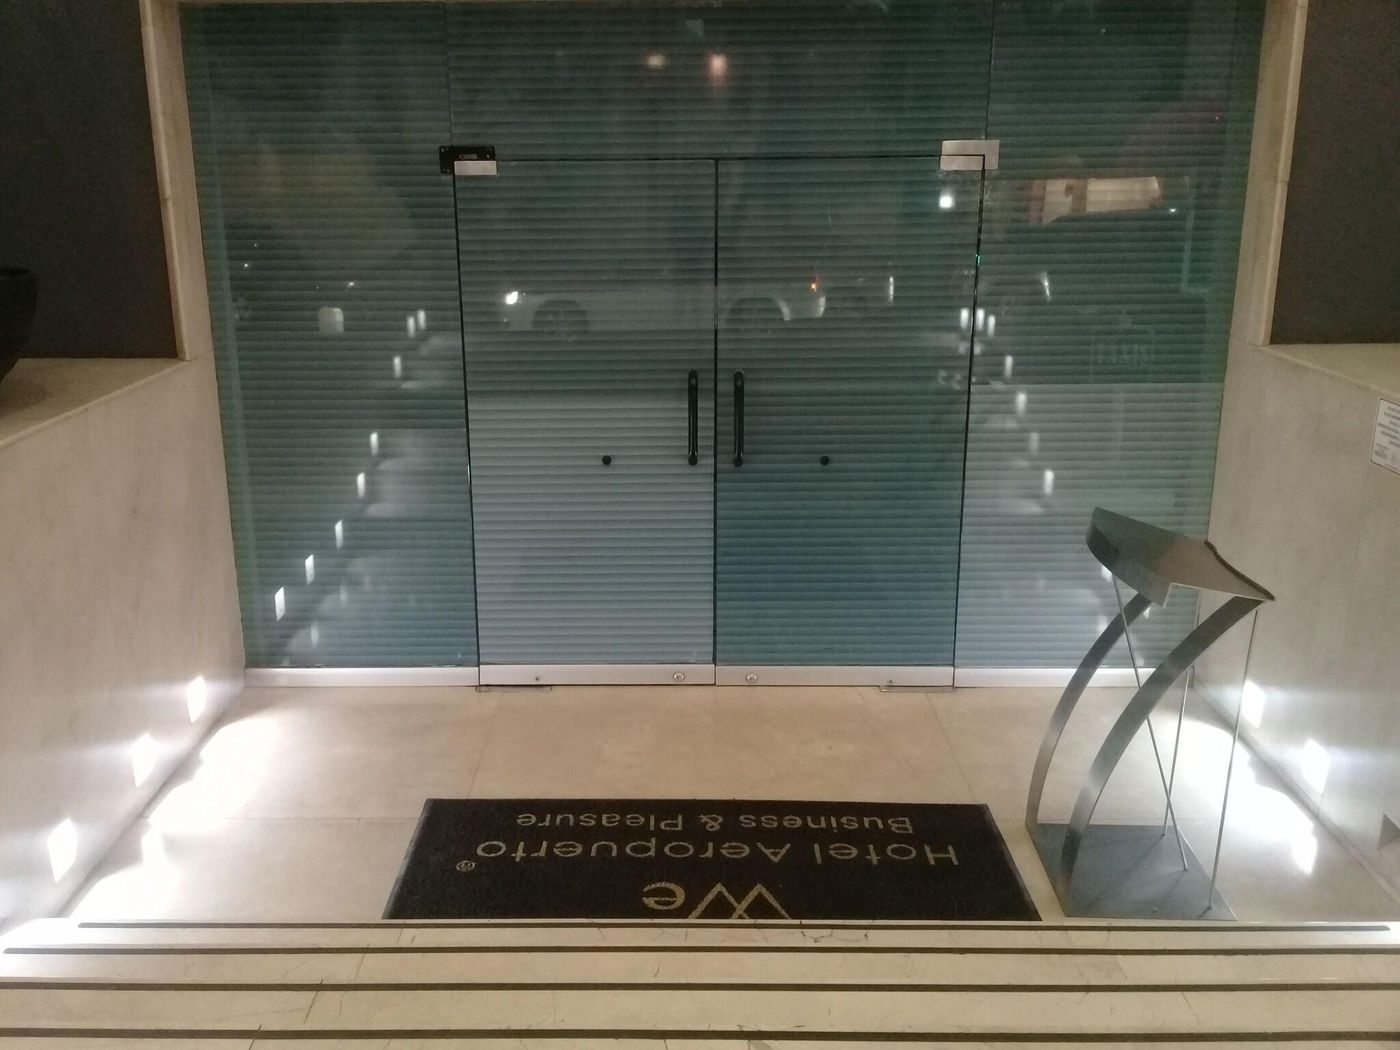 We
Hotel Aeropuerto®
Business & Pleasure